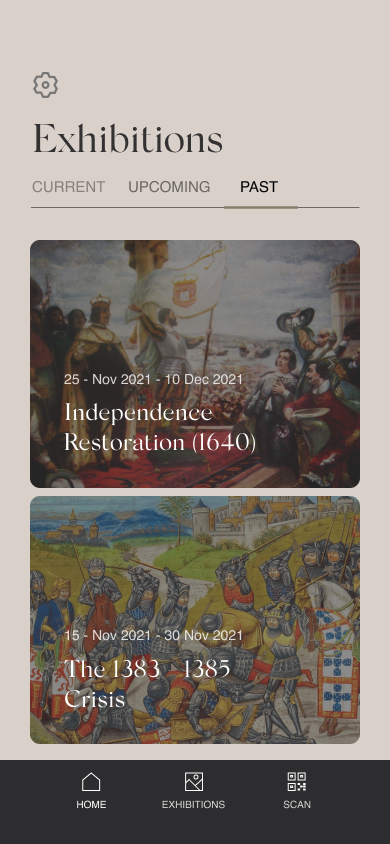 Exhibitions
CURRENT UPCOMING PAST
25 - Nov 2021 - 10 Dec 2021
Independence
Restoration (1640)
15 - Nov 2021 - 30 Nov 2021
The 1383 - 1385
Crisis
HOME EXHIBITIONS SCAN